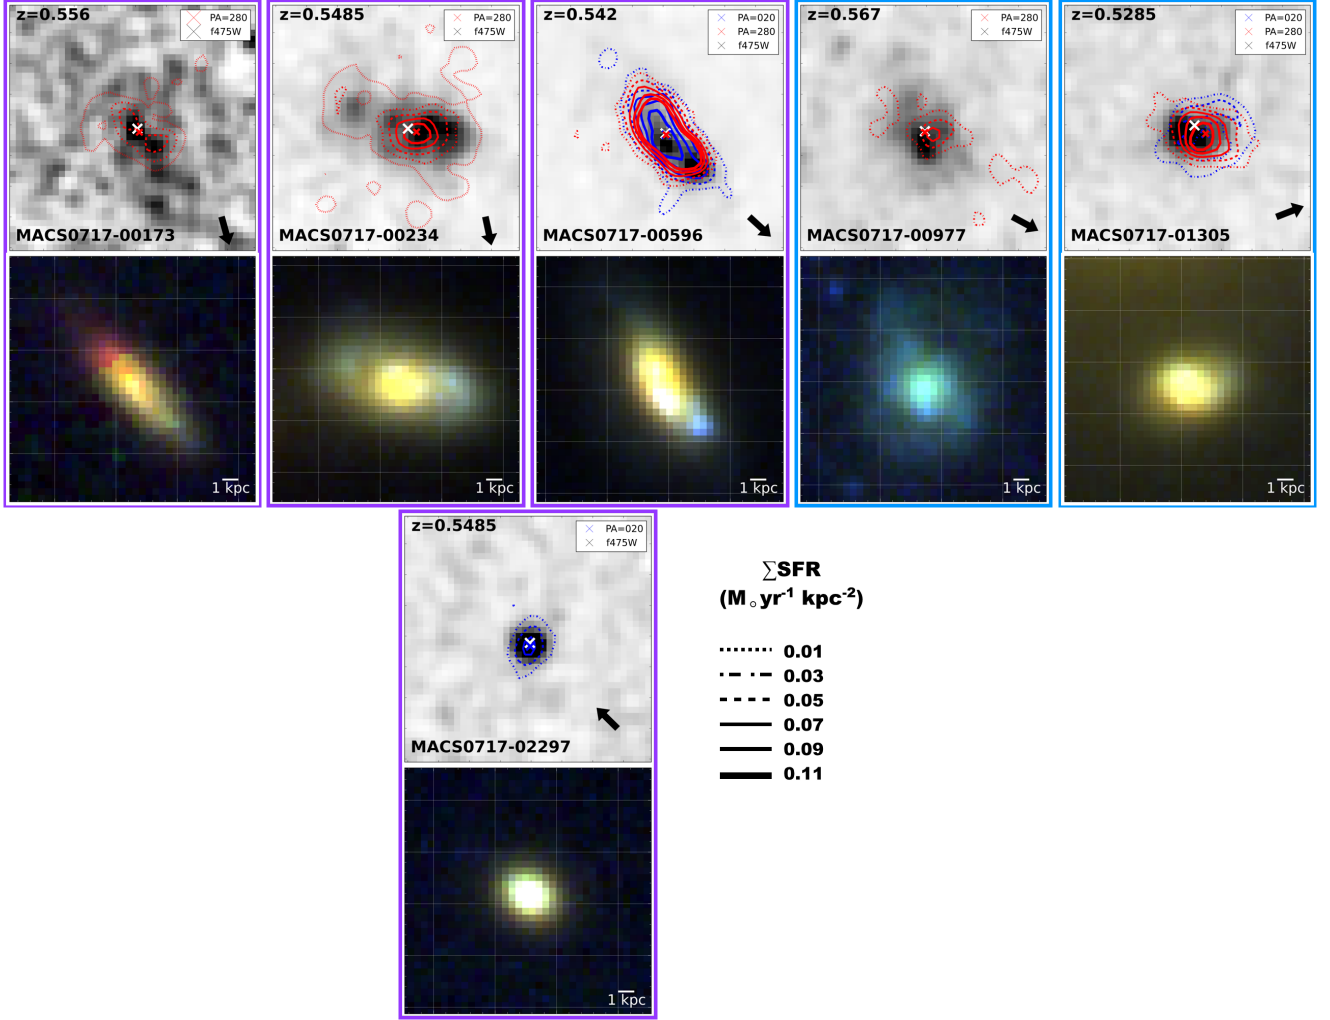 z=0.556
PA=280
f475W
MACS0717-00173
1 kpc
z=0.5485
PA=280
f475W
MACS0717-00234
1 kpc
z=0.542
PA=020
PA=280
f475W
MACS0717-00596
1 kpc
z=0.567
PA=280
f475W
MACS0717-00977
1 kpc
z=0.5285
PA=020
PA=280
f475W
MACS0717-01305
1 kpc
z=0.5485
PA=020
f475W
MACS0717-02297
1 kpc
∑SFR
(M○yr⁻¹ kpc⁻²)
0.01
0.03
0.05
0.07
0.09
0.11